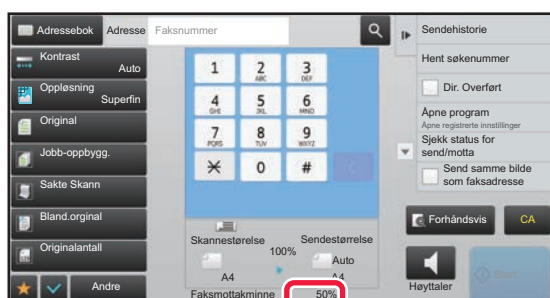 Adressebok
Adresse
Faksnummer
Kontrast
Auto
Oppløsning
Superfin
Original
Jobb-oppbygg.
Sakte Skann
Bland.orginal
Originalantall
Andre
1
2
ABC
3
DEF
4
GHI
5
JKL
6
MNO
7
PQRS
8
TUV
9
WXYZ
0
#
Skannestørelse
100%
Sendestørrelse
Auto
A4
A4
Faksmottakminne
50%
Sendehistorie
Hent søkenummer
Dir. Overført
Åpne program
Åpne registrerte innstillinger
Sjekk status for
send/motta
Send samme bilde
som faksadresse
Forhåndsvis
CA
Høyttaler
Start